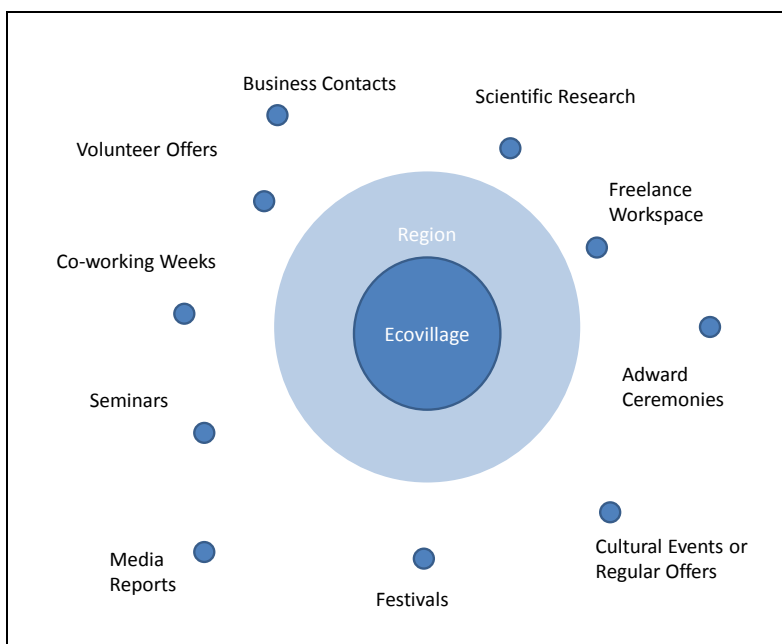 Business Contacts
Scientific Research
Volunteer Offers
Freelance
Workspace
Region
Co-working Weeks
Ecovillage
Adward
Ceremonies
Seminars
Cultural Events or
Regular Offers
Media
Reports
Festivals